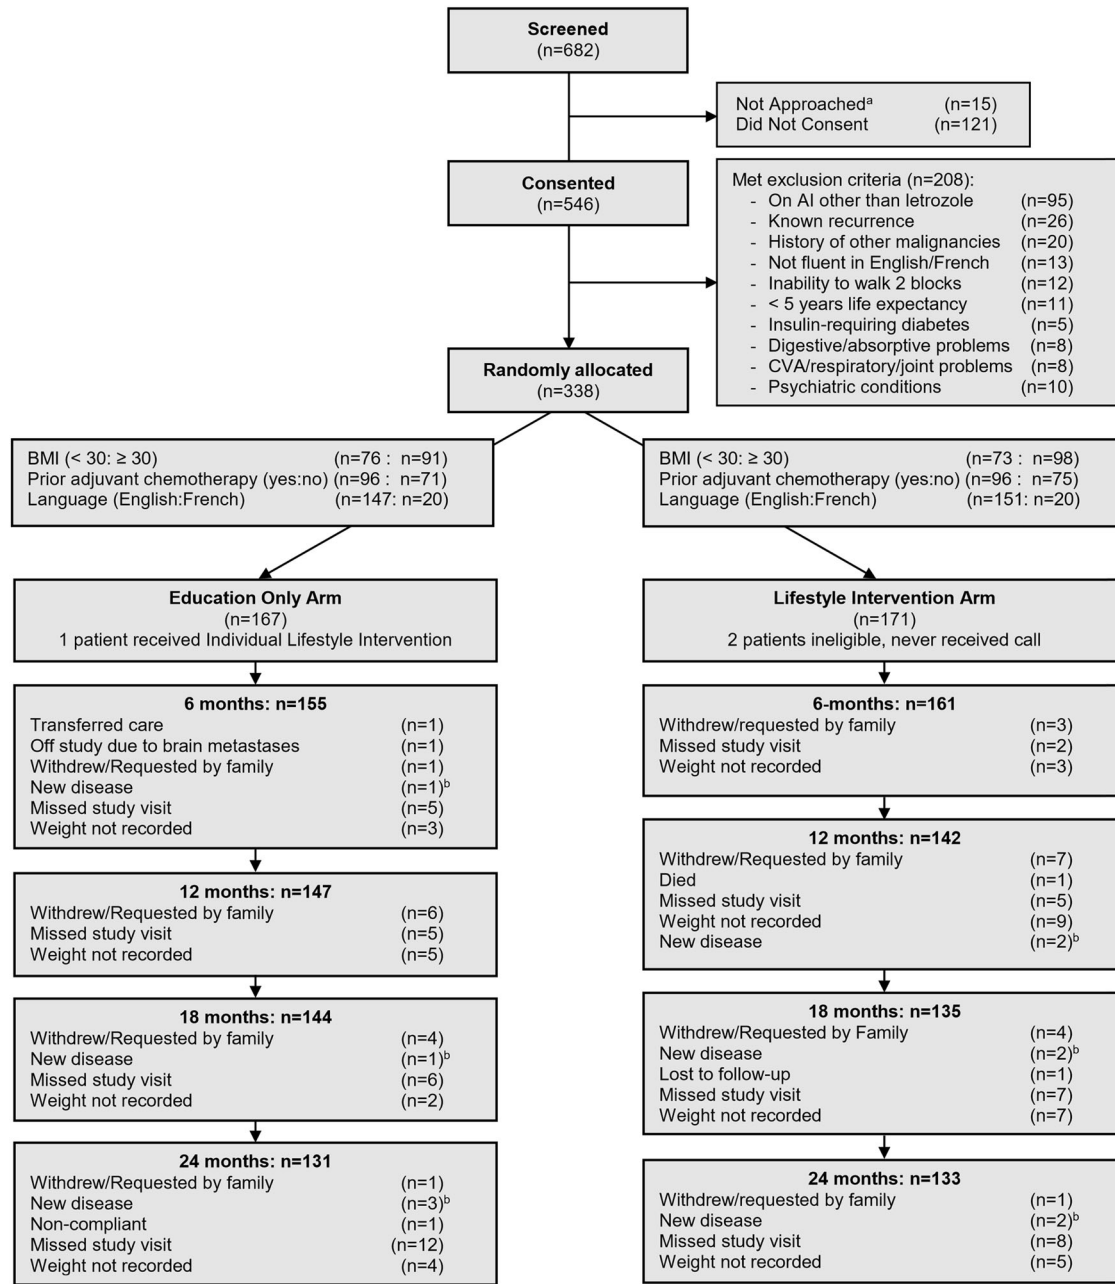 Screened
(n=682)
Not Approachedᵃ (n=15)
Did Not Consent (n=121)
Consented
(n=546)
Met exclusion criteria (n=208):
- On AI other than letrozole (n=95)
- Known recurrence (n=26)
- History of other malignancies (n=20)
- Not fluent in English/French (n=13)
- Inability to walk 2 blocks (n=12)
- < 5 years life expectancy (n=11)
- Insulin-requiring diabetes (n=5)
- Digestive/absorptive problems (n=8)
- CVA/respiratory/joint problems (n=8)
- Psychiatric conditions (n=10)
Randomly allocated
(n=338)
BMI (< 30: ≥ 30) (n=76 : n=91)
Prior adjuvant chemotherapy (yes:no) (n=96 : n=71)
Language (English:French) (n=147: n=20)
BMI (< 30: ≥ 30) (n=73 : n=98)
Prior adjuvant chemotherapy (yes:no) (n=96 : n=75)
Language (English:French) (n=151: n=20)
Education Only Arm
(n=167)
1 patient received Individual Lifestyle Intervention
Lifestyle Intervention Arm
(n=171)
2 patients ineligible, never received call
6 months: n=155
Transferred care (n=1)
Off study due to brain metastases (n=1)
Withdrew/Requested by family (n=1)
New disease (n=1)ᵇ
Missed study visit (n=5)
Weight not recorded (n=3)
6-months: n=161
Withdrew/requested by family (n=3)
Missed study visit (n=2)
Weight not recorded (n=3)
12 months: n=147
Withdrew/Requested by family (n=6)
Missed study visit (n=5)
Weight not recorded (n=5)
12 months: n=142
Withdrew/Requested by family (n=7)
Died (n=1)
Missed study visit (n=5)
Weight not recorded (n=9)
New disease (n=2)ᵇ
18 months: n=144
Withdrew/Requested by family (n=4)
New disease (n=1)ᵇ
Missed study visit (n=6)
Weight not recorded (n=2)
18 months: n=135
Withdrew/Requested by Family (n=4)
New disease (n=2)ᵇ
Lost to follow-up (n=1)
Missed study visit (n=7)
Weight not recorded (n=7)
24 months: n=131
Withdrew/Requested by family (n=1)
New disease (n=3)ᵇ
Non-compliant (n=1)
Missed study visit (n=12)
Weight not recorded (n=4)
24 months: n=133
Withdrew/requested by family (n=1)
New disease (n=2)ᵇ
Missed study visit (n=8)
Weight not recorded (n=5)